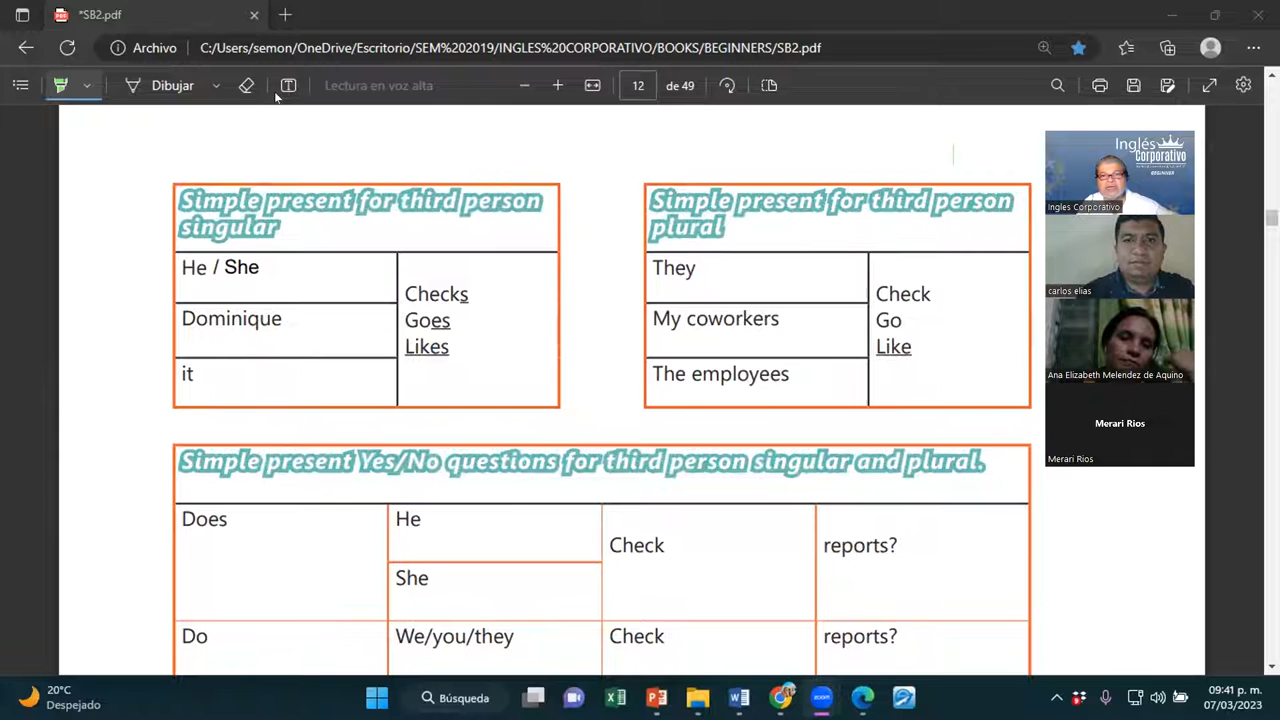 *SB2.pdf
Archivo
C:/Users/semon/OneDrive/Escritorio/SEM%202019/INGLES%20CORPORATIVO/BOOKS/BEGINNERS/SB2.pdf
Dibujar
Lectura en voz alta
12
de 49
Simple present for third person
singular
He / She
Dominique
it
Checks
Goes
Likes
Simple present for third person
plural
They
My coworkers
The employees
Check
Go
Like
Simple present Yes/No questions for third person singular and plural.
Does
He
She
Check
reports?
Do
We/you/they
Check
reports?
Inglés
Corporativo
BEGINNER
Ingles Corporativo
carlos elias
Ana Elizabeth Melendez de Aquino
Merari Rios
Merari Rios
20°C
Despejado
Búsqueda
zoom
09:41 p. m.
07/03/2023